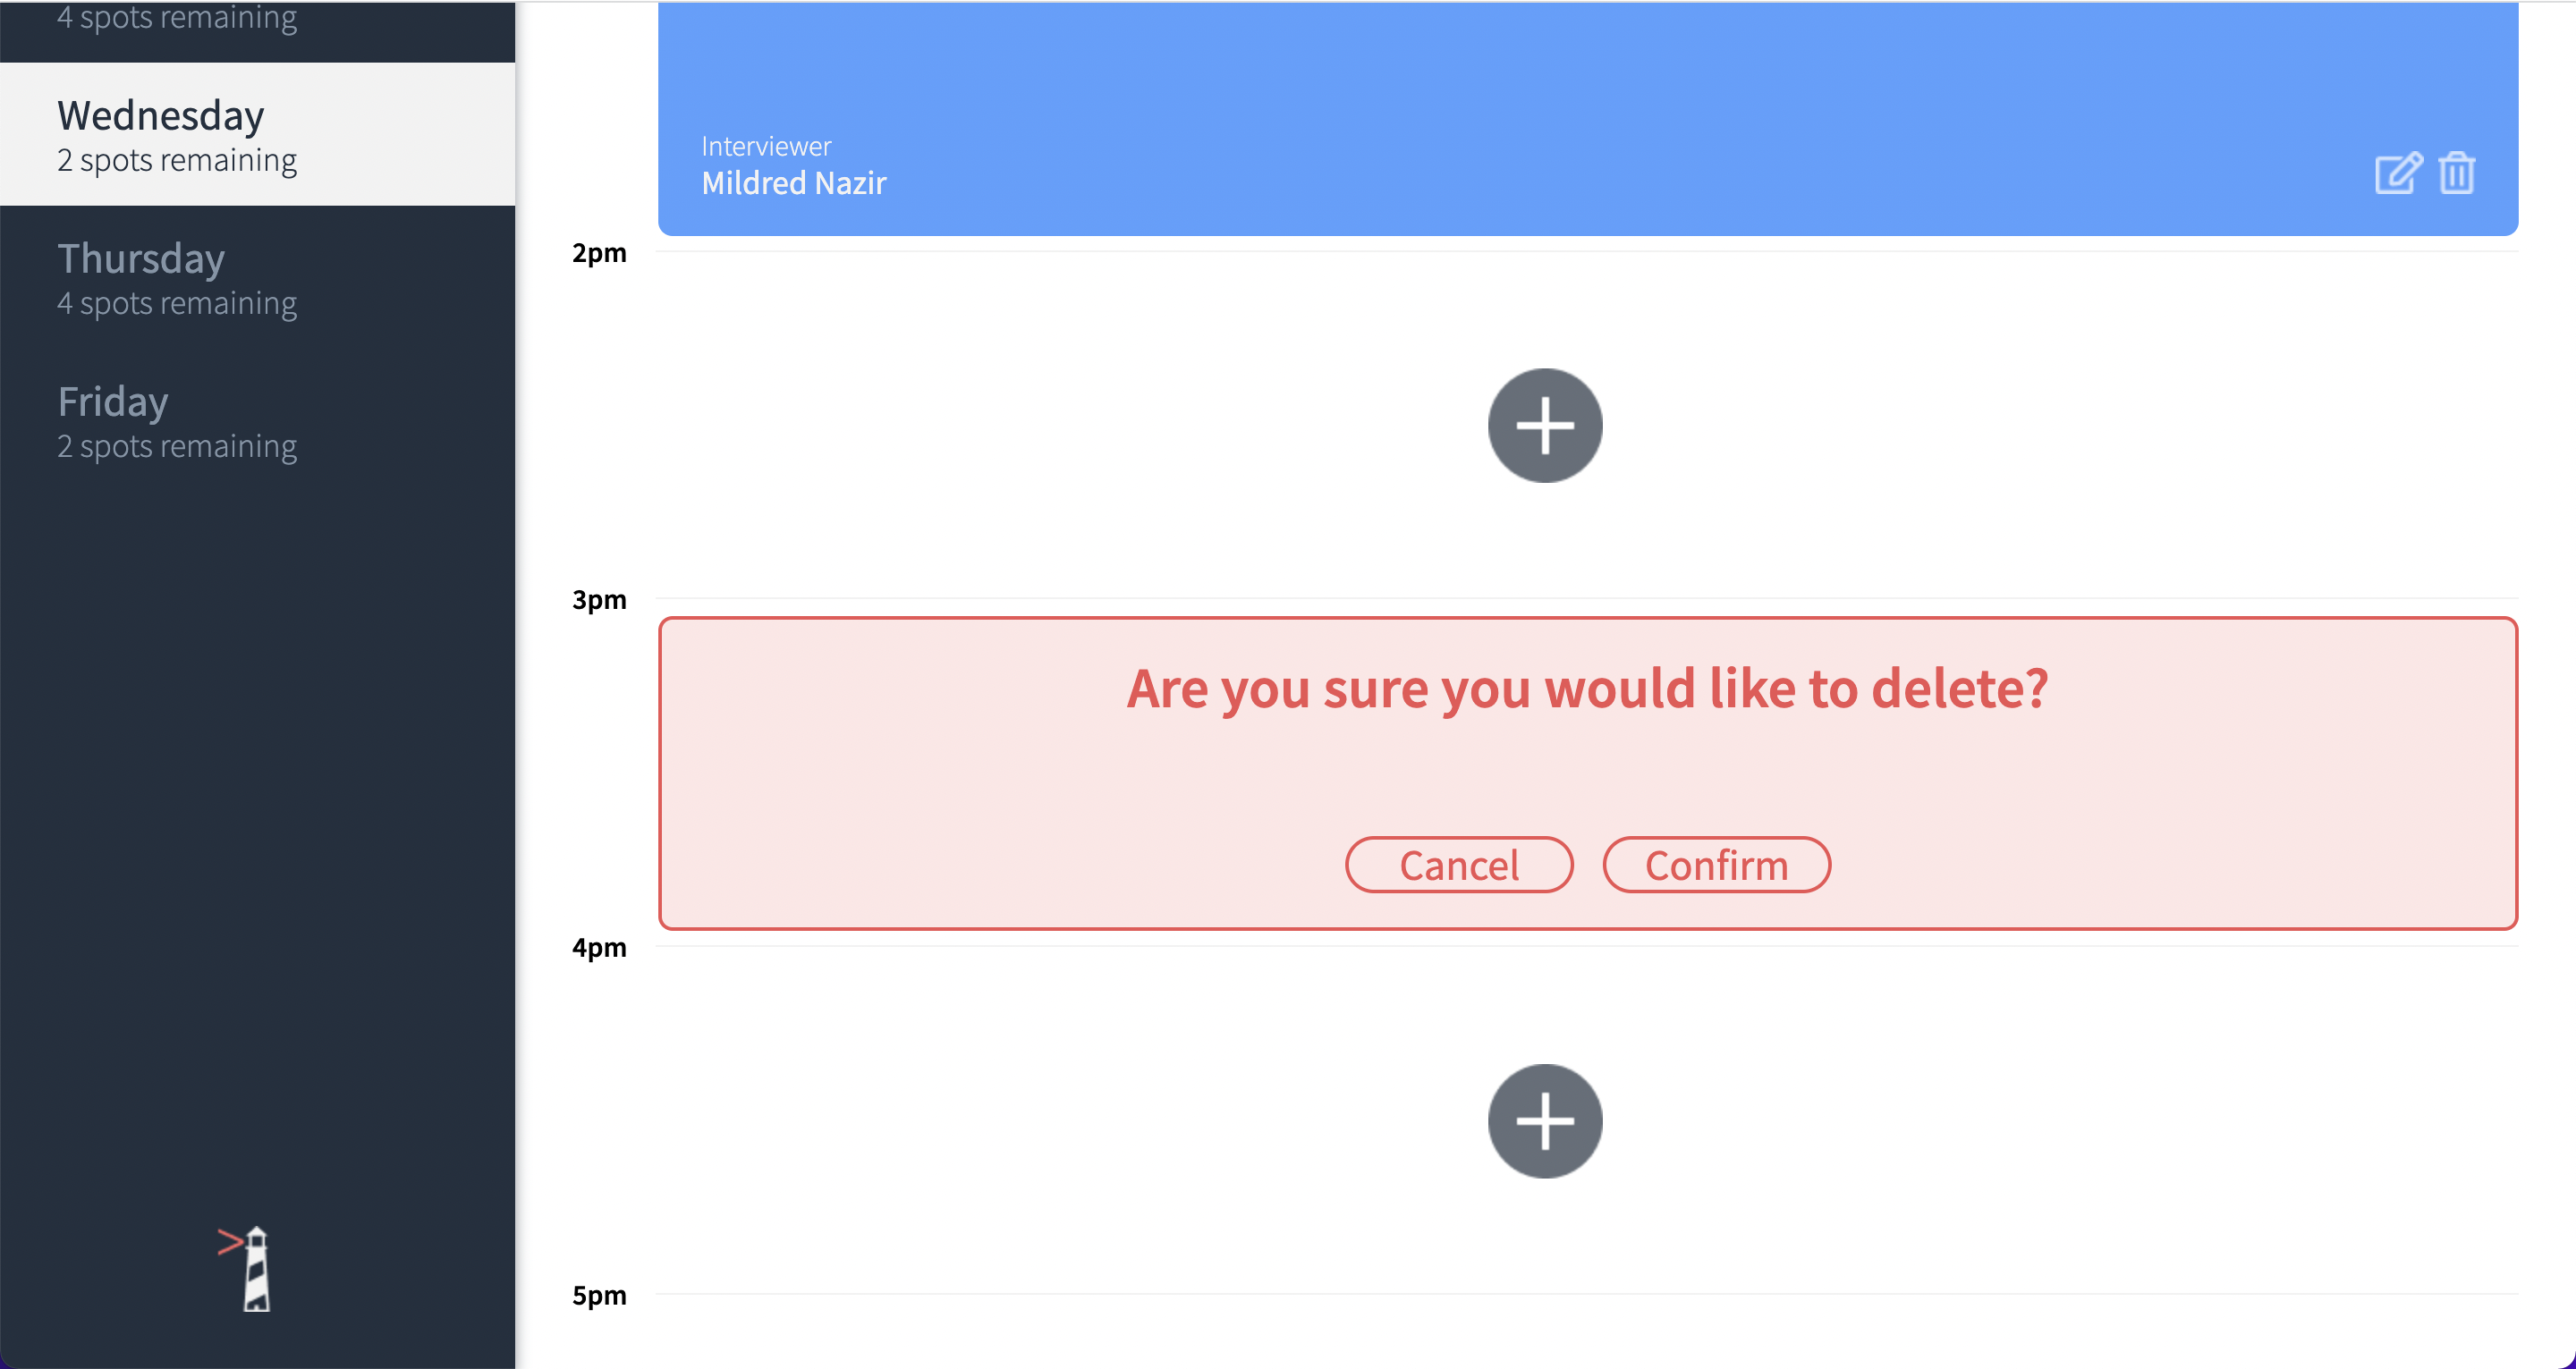 4 spots remaining
Wednesday
2 spots remaining
Thursday
4 spots remaining
Friday
2 spots remaining
Interviewer
Mildred Nazir
2pm
3pm
Are you sure you would like to delete?
Cancel
Confirm
4pm
5pm